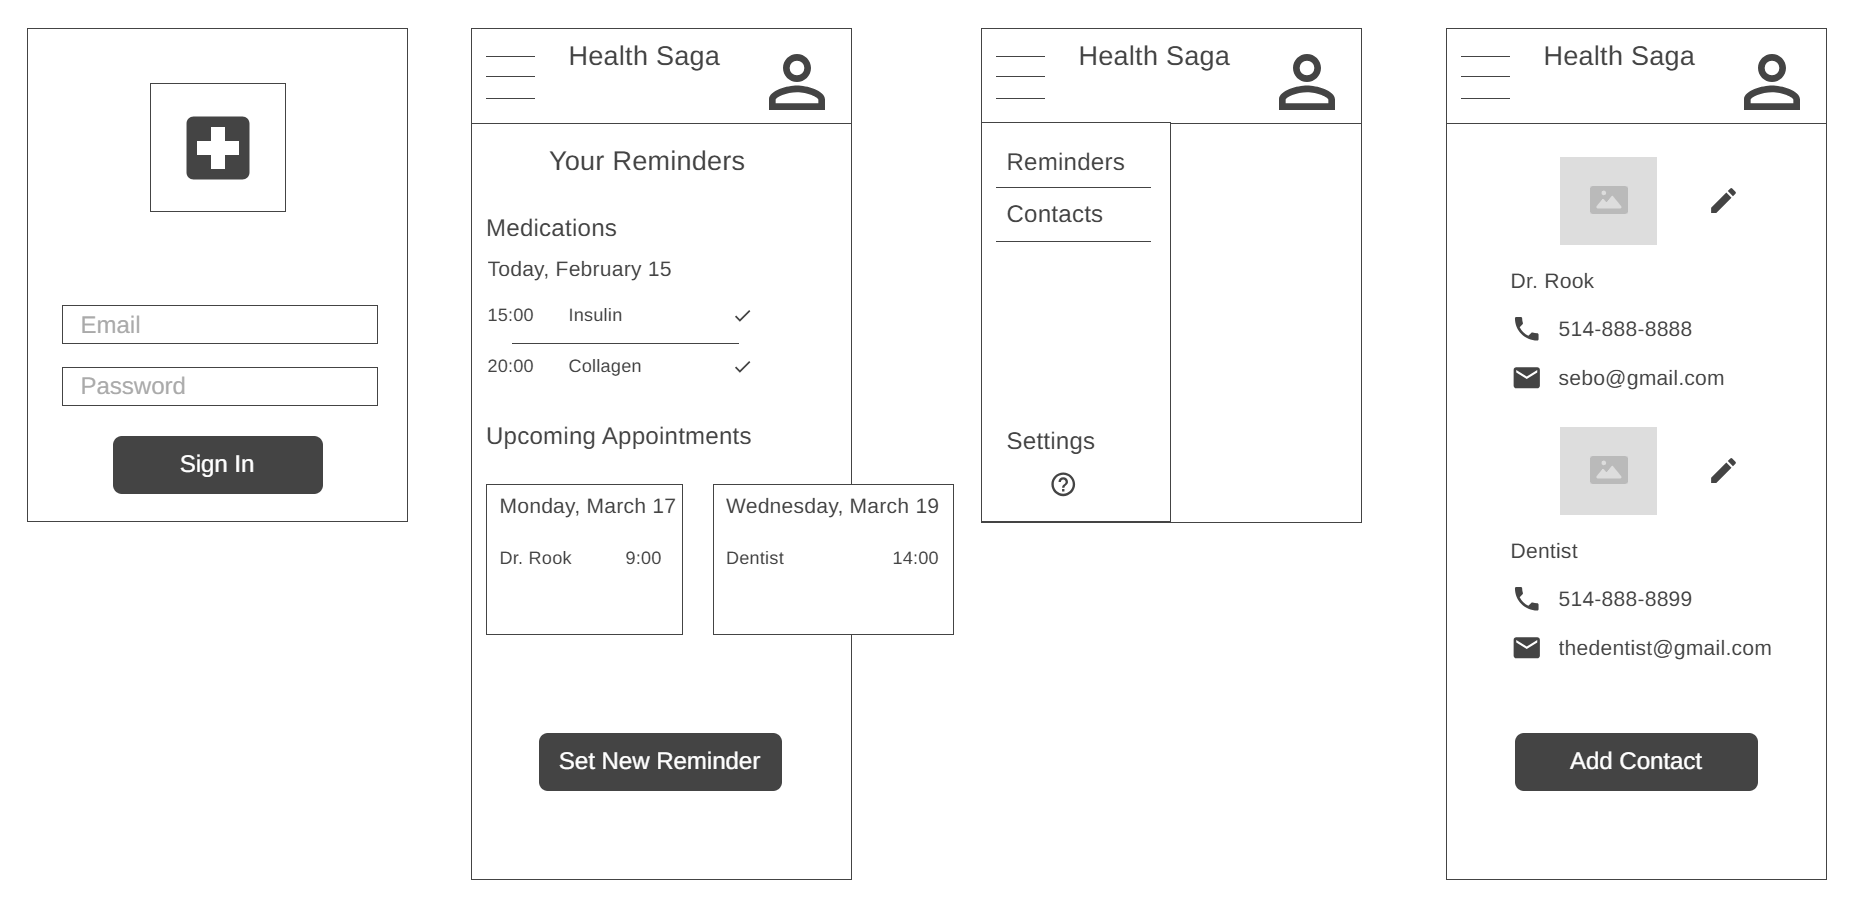 Email
Password
Sign In
Health Saga
Your Reminders
Medications
Today, February 15
15:00 Insulin
20:00 Collagen
Upcoming Appointments
Monday, March 17
Dr. Rook 9:00
Wednesday, March 19
Dentist 14:00
Set New Reminder
Health Saga
Reminders
Contacts
Settings
?
Health Saga
Dr. Rook
514-888-8888
sebo@gmail.com
Dentist
514-888-8899
thedentist@gmail.com
Add Contact